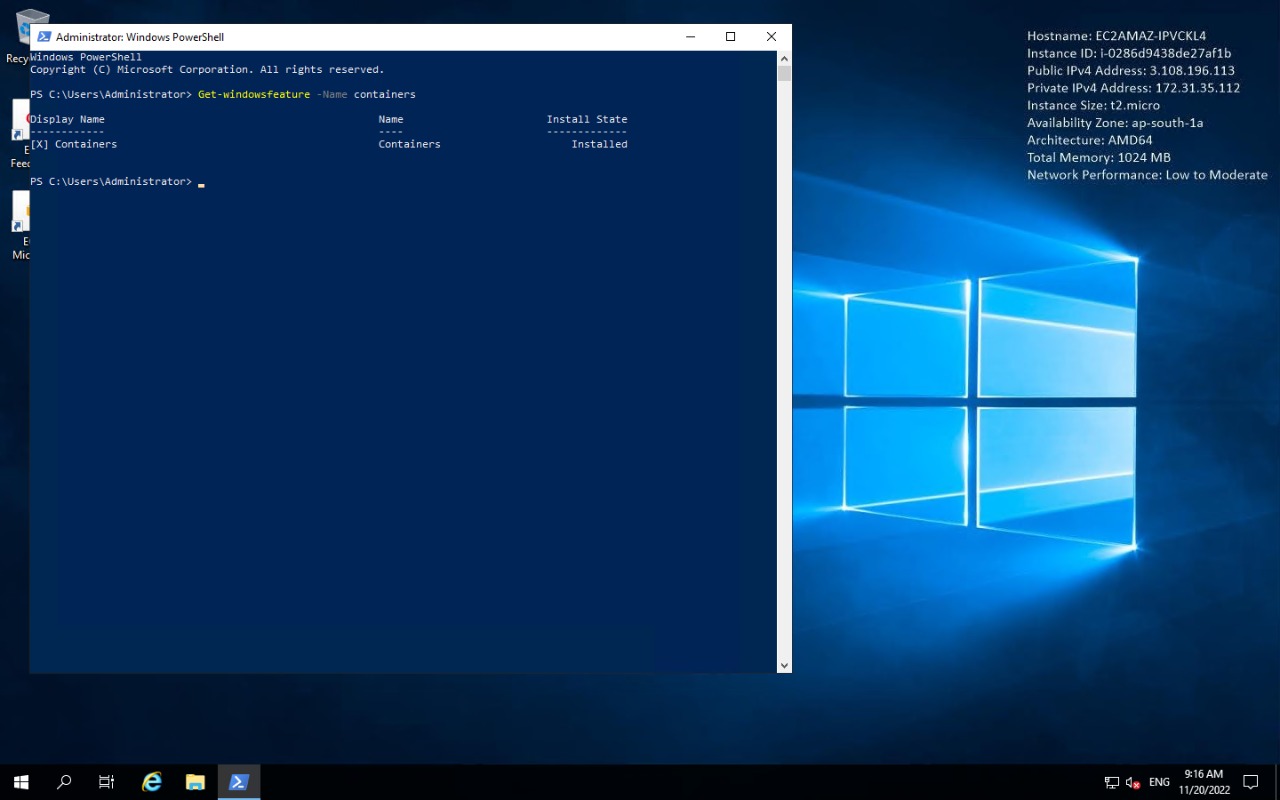 Administrator: Windows PowerShell
Windows PowerShell
Copyright (C) Microsoft Corporation. All rights reserved.
PS C:\Users\Administrator> Get-windowsfeature -Name containers
Display Name Name Install State
------------ ---- -------------
[X] Containers Containers Installed
PS C:\Users\Administrator>
Recy
E
Feed
E
Mic
Hostname: EC2AMAZ-IPVCKL4
Instance ID: i-0286d9438de27af1b
Public IPv4 Address: 3.108.196.113
Private IPv4 Address: 172.31.35.112
Instance Size: t2.micro
Availability Zone: ap-south-1a
Architecture: AMD64
Total Memory: 1024 MB
Network Performance: Low to Moderate
ENG
9:16 AM
11/20/2022